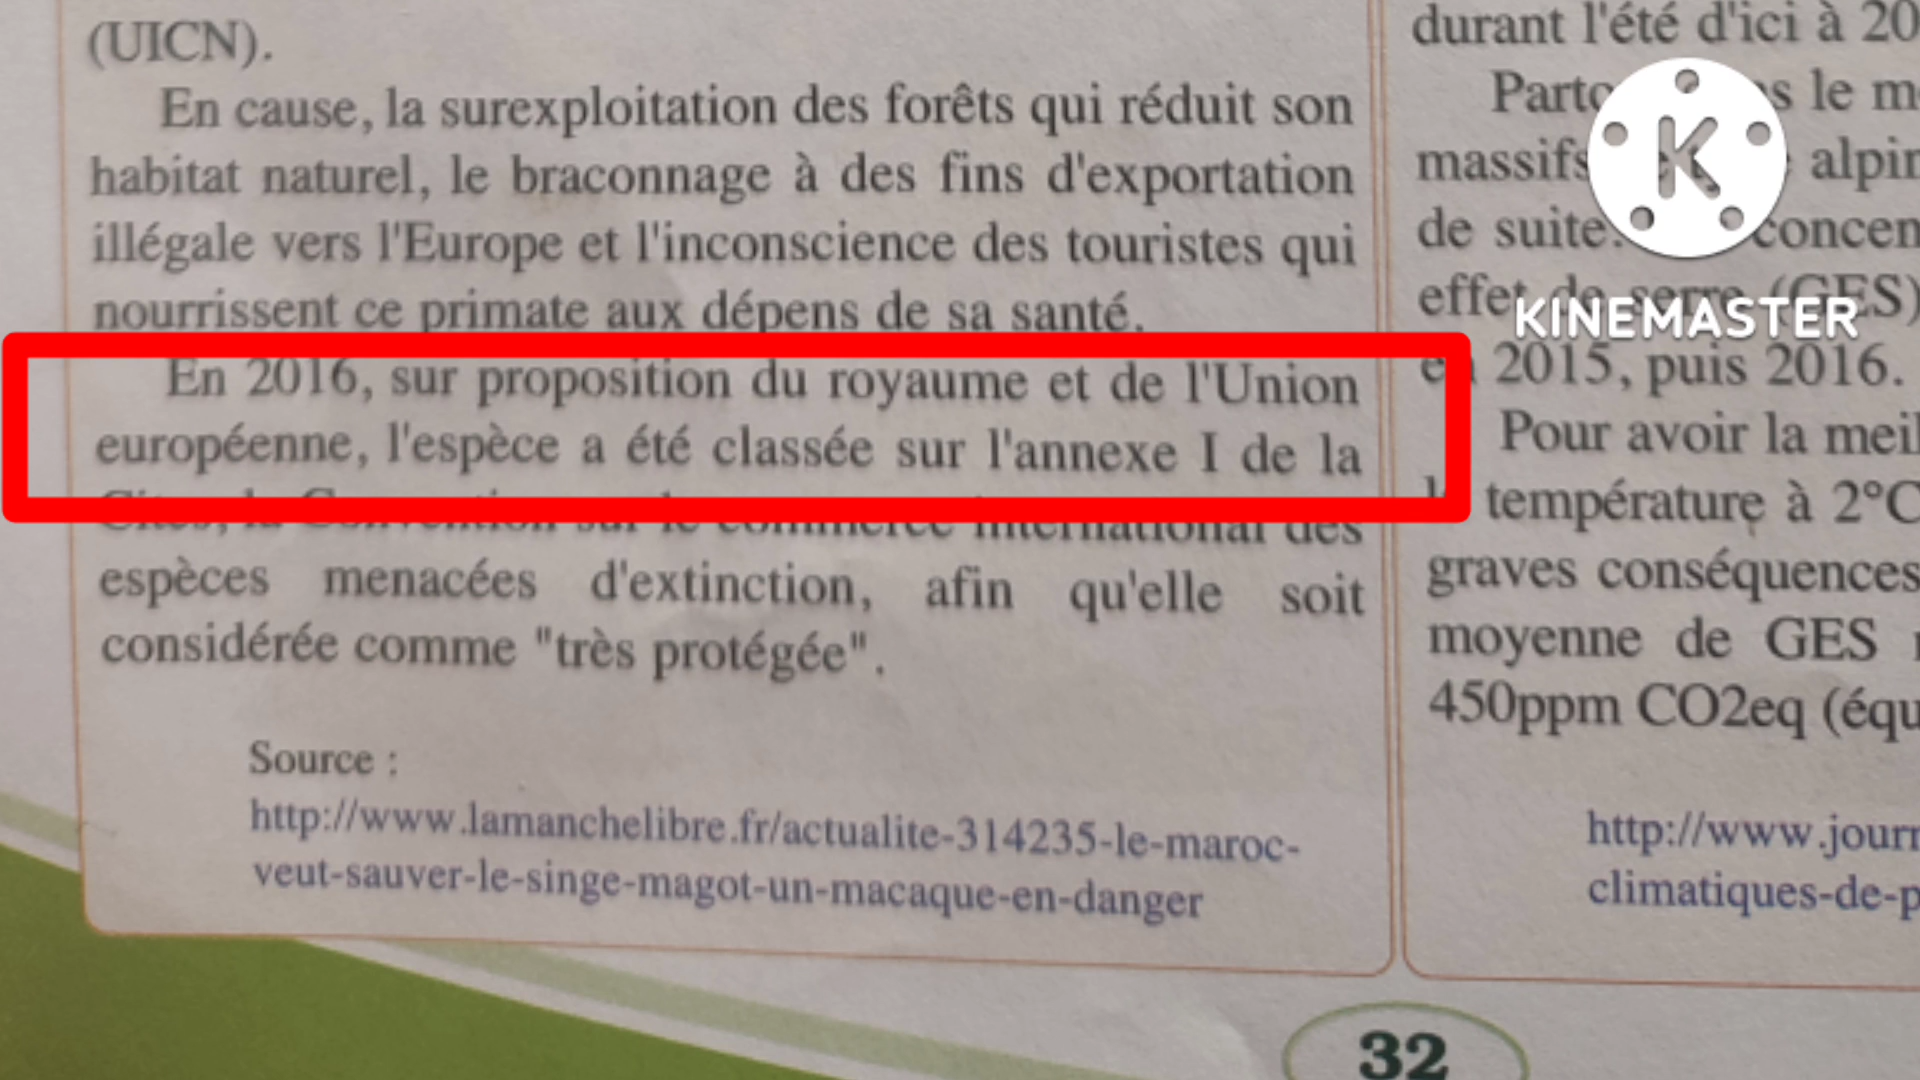 (UICN).
En cause, la surexploitation des forêts qui réduit son
habitat naturel, le braconnage à des fins d'exportation
illégale vers l'Europe et l'inconscience des touristes qui
nourrissent ce primate aux dépens de sa santé.
En 2016, sur proposition du royaume et de l'Union
européenne, l'espèce a été classée sur l'annexe I de la
Cites, la Convention sur le commerce international des
espèces menacées d'extinction, afin qu'elle soit
considérée comme "très protégée".
Source :
http://www.lamanchelibre.fr/actualite-314235-le-maroc-
veut-sauver-le-singe-magot-un-macaque-en-danger
durant l'été d'ici à 20
le
massifs alpin
de suite. concen
effet de serre (GES)
2015, puis 2016.
Pour avoir la meil
température à 2°C
graves conséquences
moyenne de GES
450ppm CO2eq (équ
http://www.journ
climatiques-de-p
K
KINEMASTER
32